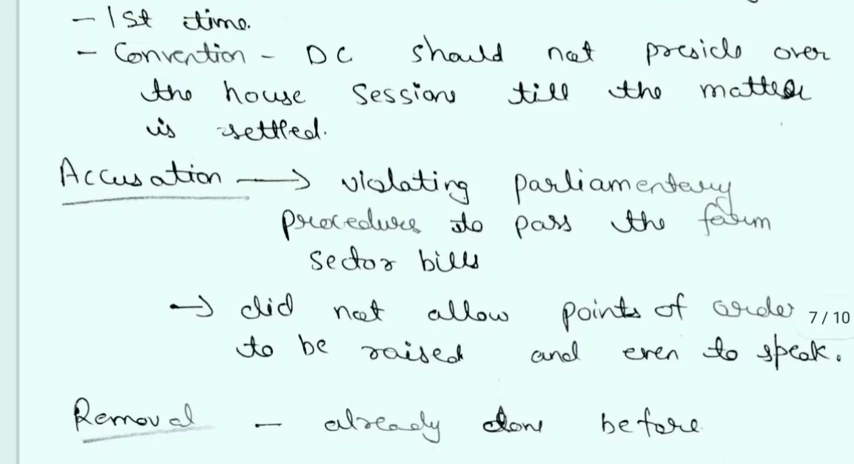 - 1st time.
- Convention - DC should not preside over
the house session till the matter
is settled.
Accusation → violating parliamentary
procedures to pass the farm
sector bills
→ did not allow points of order
7/10
to be raised and even to speak.
Removal - already done before